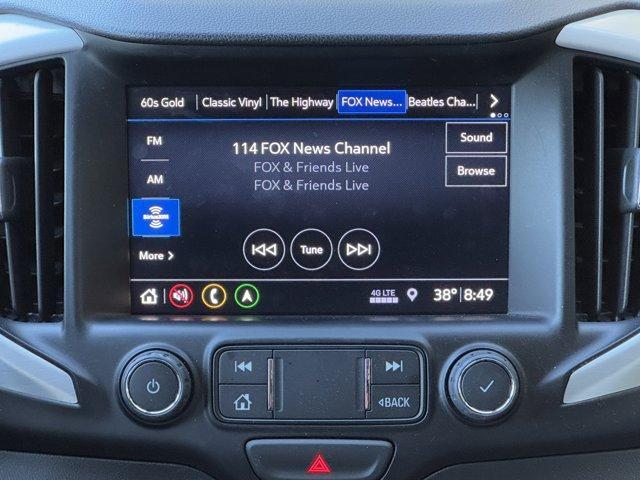 60s Gold Classic Vinyl The Highway FOX News... Beatles Cha...
FM 114 FOX News Channel Sound
FOX & Friends Live
AM FOX & Friends Live Browse
SiriusXM
More Tune
4G LTE 38° 8:49
BACK